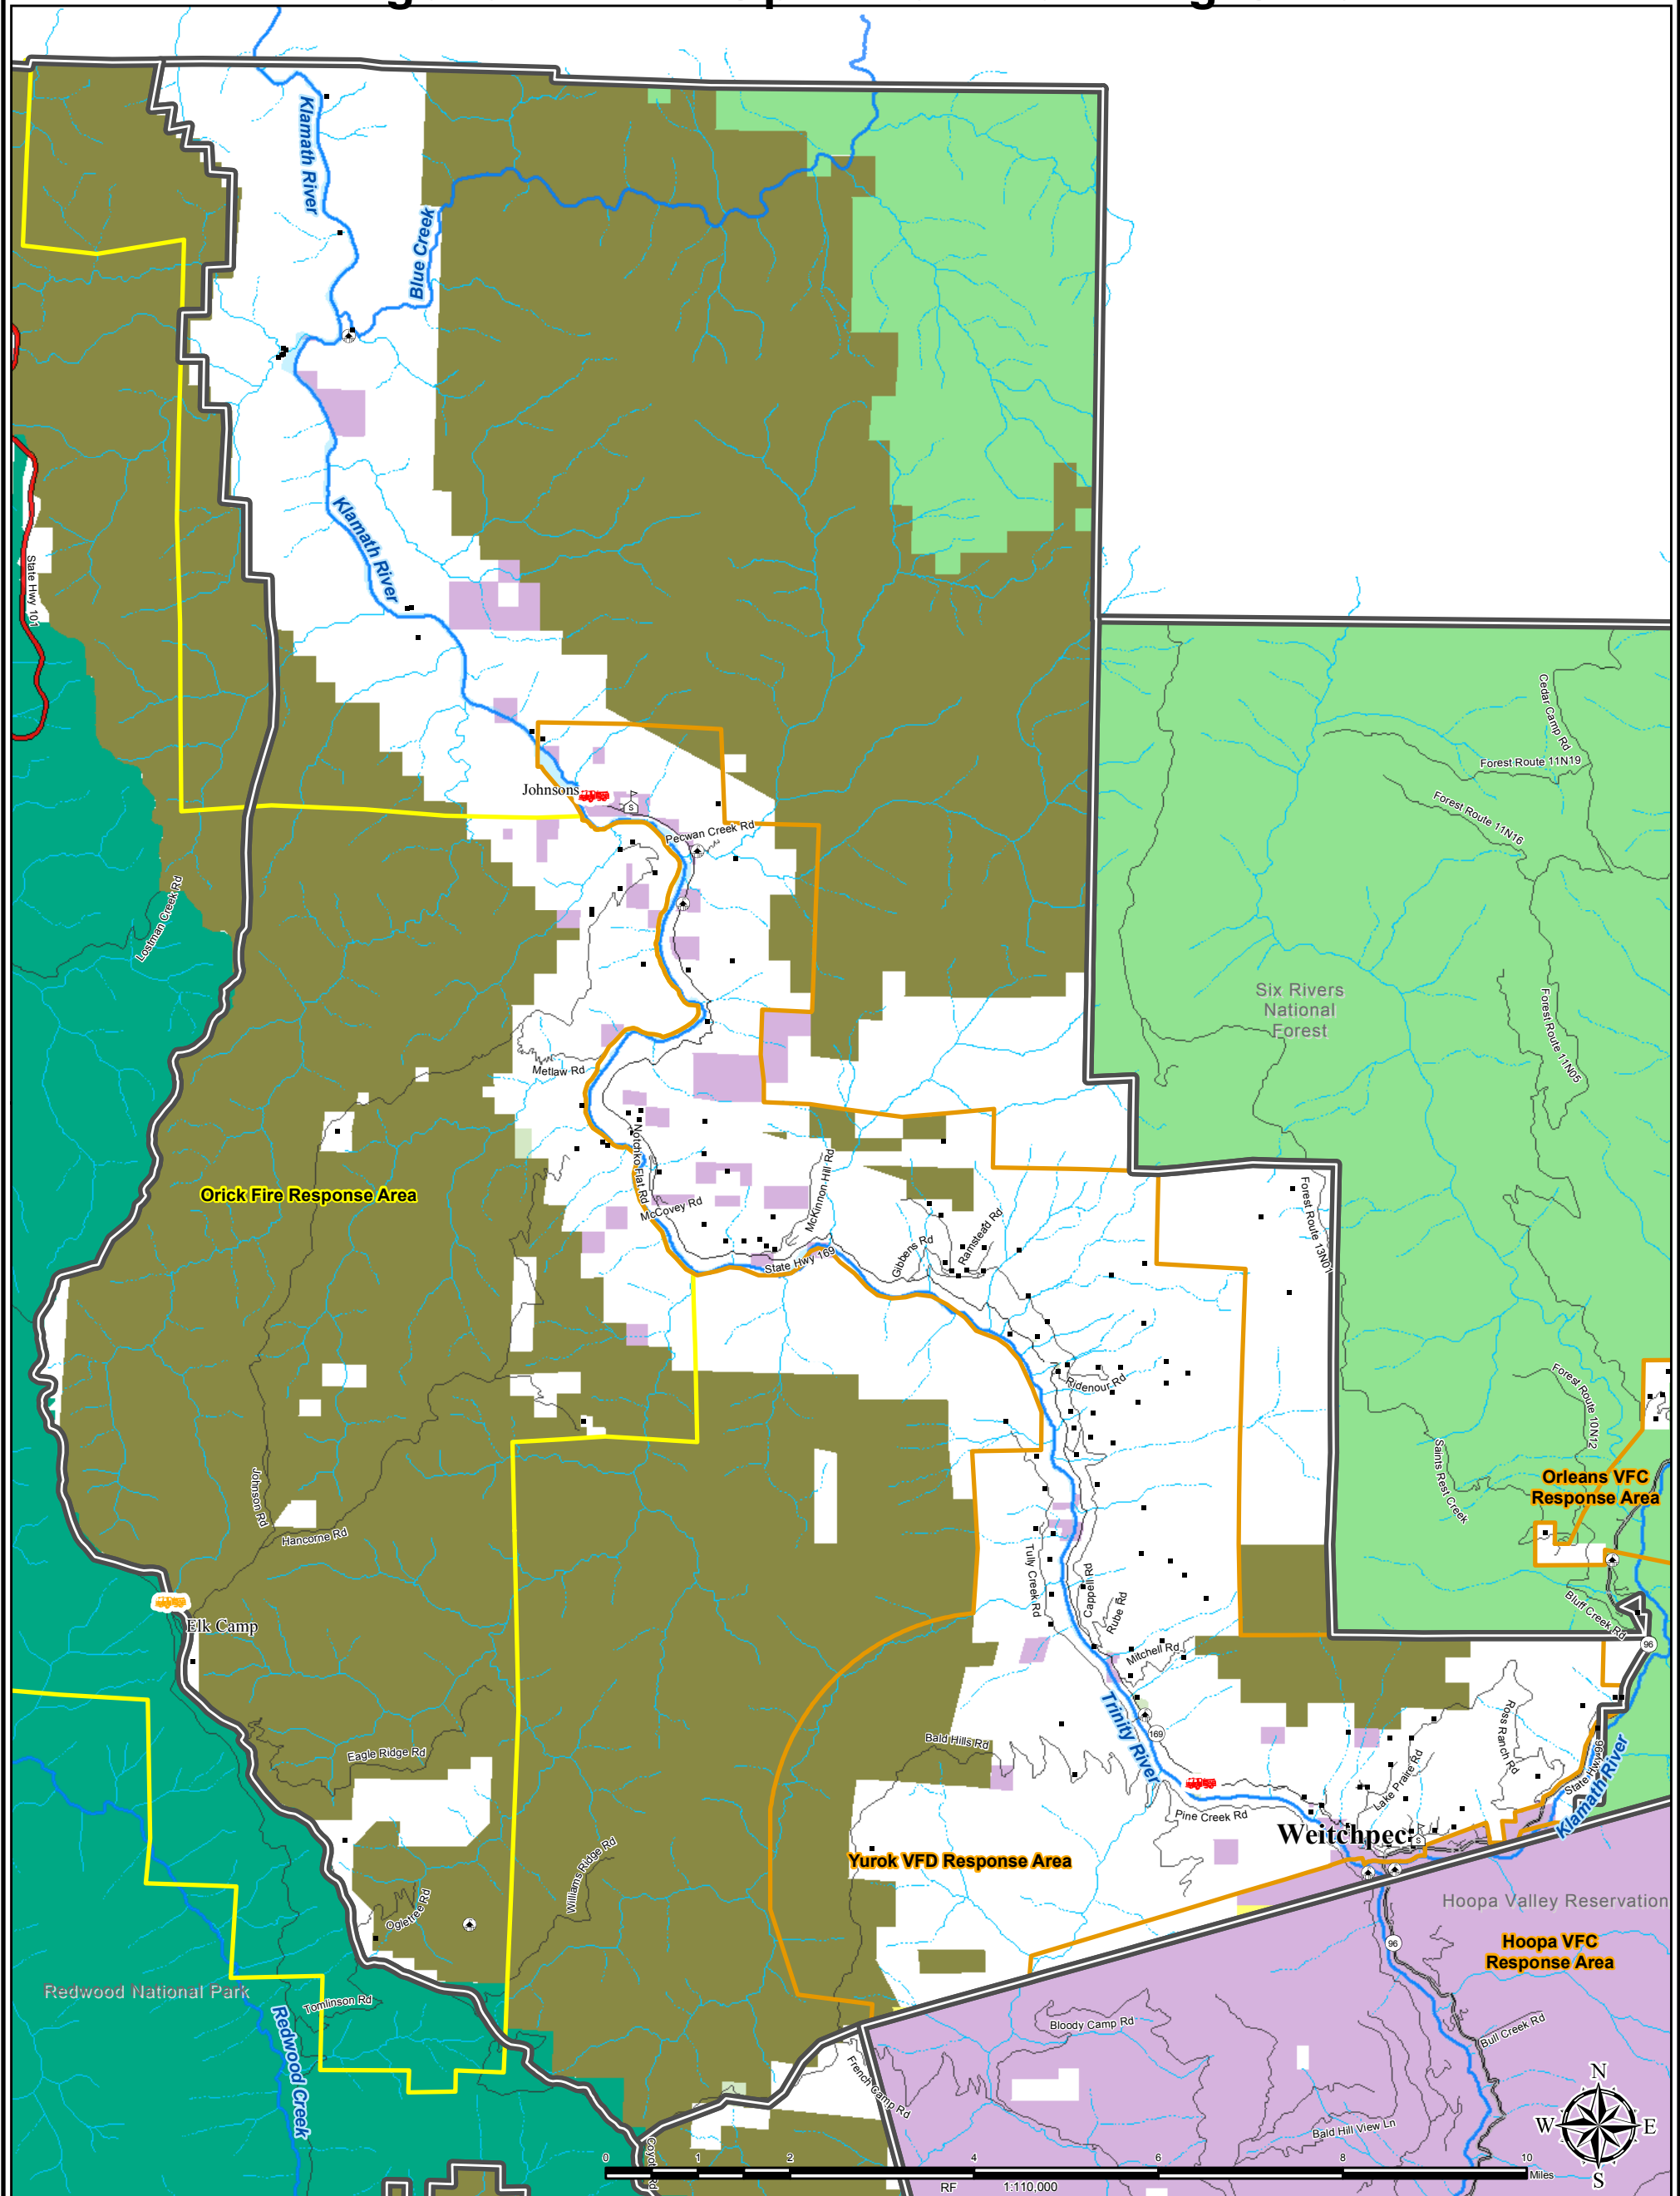 Klamath River
Blue Creek
Klamath River
State Hwy 101
Cedar Camp Rd
Forest Route 11N19
Forest Route 11N16
Johnsons
S
Pecwan Creek Rd
Lostman Creek Rd
Six Rivers
National
Forest
Forest Route 11N05
Metlaw Rd
Notchko Flat Rd
McKinnon Hill Rd
Orick Fire Response Area
McCovey Rd
State Hwy 169
Gibbens Rd
Ramstead Rd
Forest Route 13N01
Ridenour Rd
Forest Route 10N12
Saints Rest Creek
Orleans VFC
Response Area
Johnson Rd
Hancorne Rd
Tully Creek Rd
Cappell Rd
Rube Rd
Bluff Creek Rd
Elk Camp
96
Mitchell Rd
Trinity River
169
Ross Ranch Rd
Bald Hills Rd
Eagle Ridge Rd
State Hwy 96
Klamath River
Lake Praire Rd
Pine Creek Rd
Weitchpec
S
Williams Ridge Rd
Yurok VFD Response Area
Ogletree Rd
Hoopa Valley Reservation
96
Hoopa VFC
Response Area
Redwood National Park
Tomlinson Rd
Redwood Creek
Bloody Camp Rd
Bull Creek Rd
French Camp Rd
Bald Hill View Ln
N
W E
S
Coyote Rd
0 1 2 4 6 8 10
Miles
RF 1:110,000